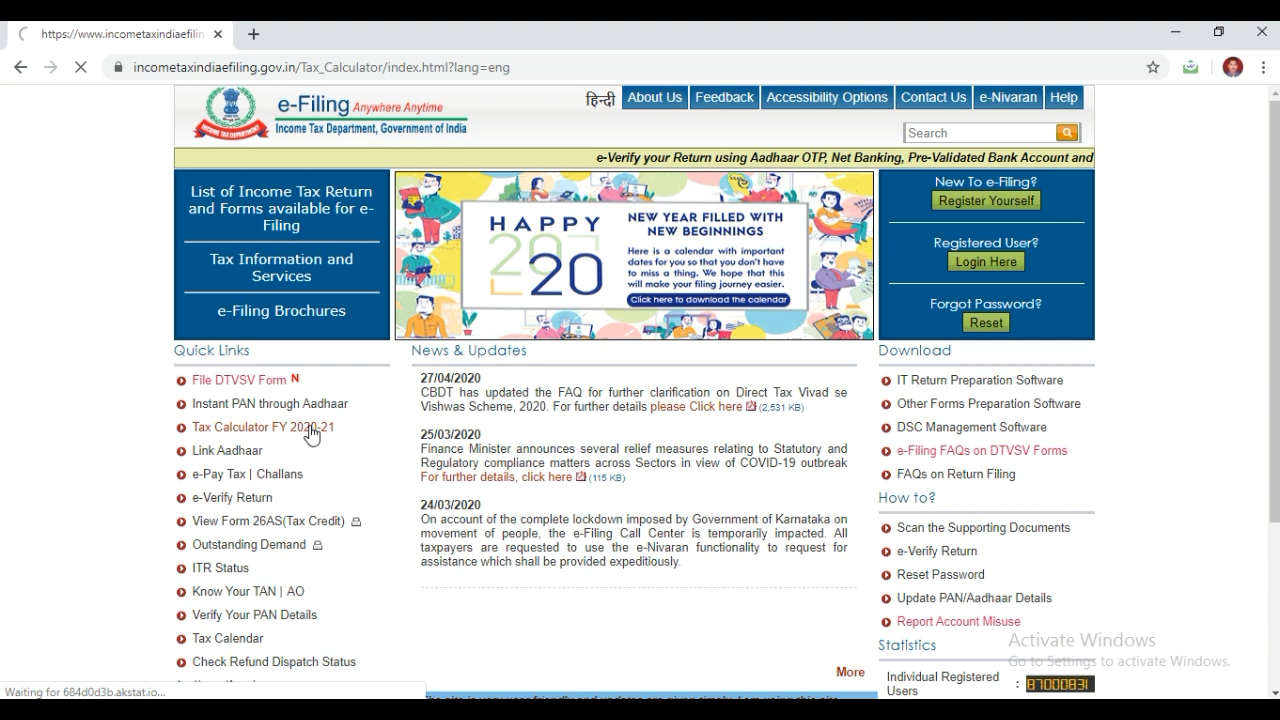 https://www.incometaxindiaefilin
incometaxindiaefiling.gov.in/Tax_Calculator/index.html?lang=eng
e-Filing Anywhere Anytime
Income Tax Department, Government of India
हिन्दी About Us Feedback Accessibility Options Contact Us e-Nivaran Help
Search
e-Verify your Return using Aadhaar OTP, Net Banking, Pre-Validated Bank Account and
List of Income Tax Return
and Forms available for e-
Filing
Tax Information and
Services
e-Filing Brochures
HAPPY
2020
NEW YEAR FILLED WITH
NEW BEGINNINGS
Here is a calendar with important
dates for you so that you don't have
to miss a thing. We hope that this
will make your filing journey easier.
Click here to download the calendar
New To e-Filing?
Register Yourself
Registered User?
Login Here
Forgot Password?
Reset
Quick Links
File DTVSV Form N
Instant PAN through Aadhaar
Tax Calculator FY 2020-21
Link Aadhaar
e-Pay Tax | Challans
e-Verify Return
View Form 26AS(Tax Credit)
Outstanding Demand
ITR Status
Know Your TAN | AO
Verify Your PAN Details
Tax Calendar
Check Refund Dispatch Status
News & Updates
27/04/2020
CBDT has updated the FAQ for further clarification on Direct Tax Vivad se
Vishwas Scheme, 2020. For further details please Click here (2,531 KB)
25/03/2020
Finance Minister announces several relief measures relating to Statutory and
Regulatory compliance matters across Sectors in view of COVID-19 outbreak
For further details, click here (115 KB)
24/03/2020
On account of the complete lockdown imposed by Government of Karnataka on
movement of people, the e-Filing Call Center is temporarily impacted. All
taxpayers are requested to use the e-Nivaran functionality to request for
assistance which shall be provided expeditiously.
More
Download
IT Return Preparation Software
Other Forms Preparation Software
DSC Management Software
e-Filing FAQs on DTVSV Forms
FAQs on Return Filing
How to?
Scan the Supporting Documents
e-Verify Return
Reset Password
Update PAN/Aadhaar Details
Report Account Misuse
Statistics
Individual Registered
Users : 87000831
Activate Windows
Go to Settings to activate Windows.
Waiting for 684d0d3b.akstat.io...